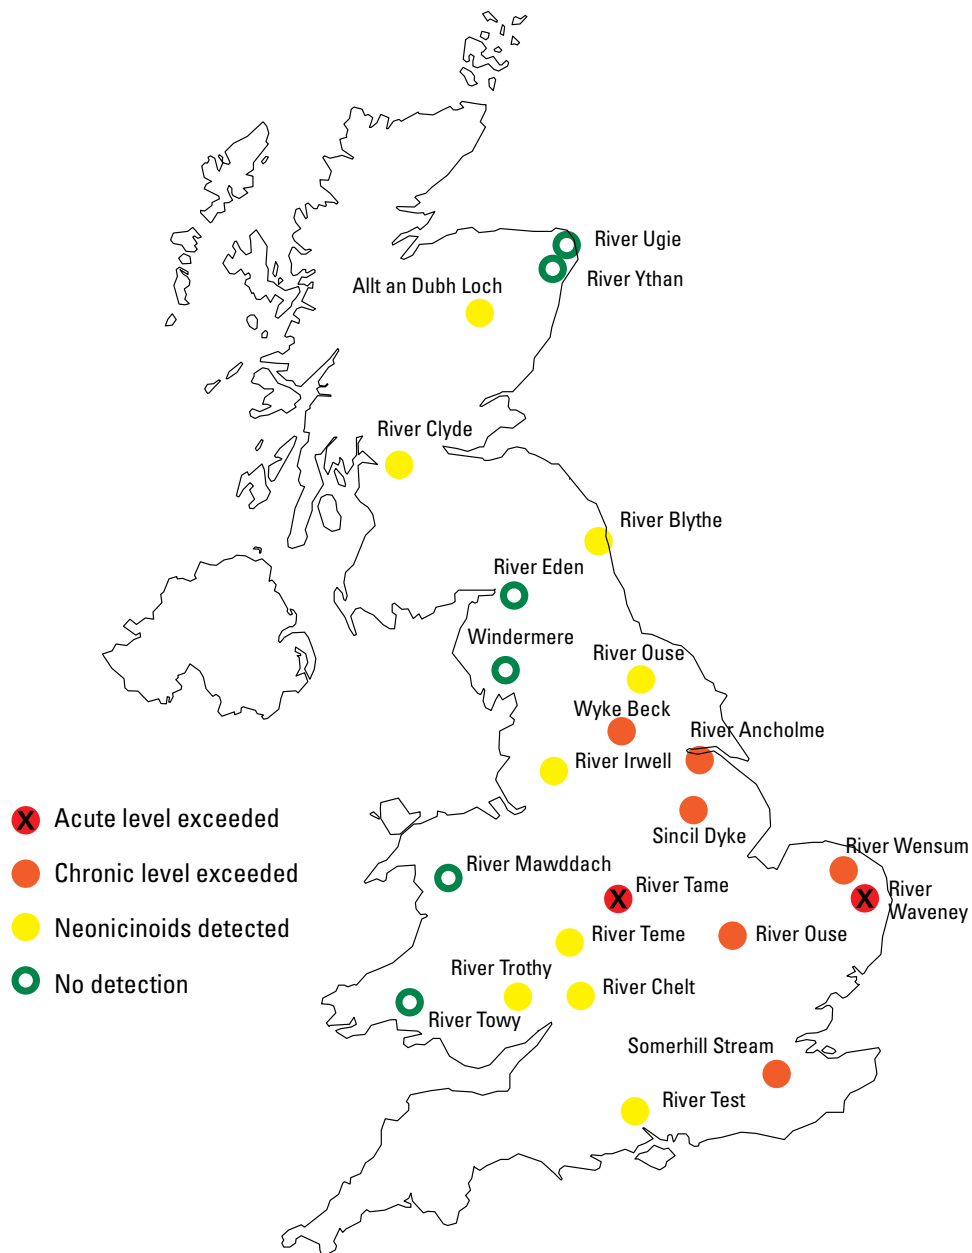 River Ugie
River Ythan
Allt an Dubh Loch
River Clyde
River Blythe
River Eden
Windermere
River Ouse
Wyke Beck
River Ancholme
River Irwell
Sincil Dyke
X Acute level exceeded
Chronic level exceeded
Neonicinoids detected
No detection
River Wensum
River Mawddach
X River Tame
X River
Waveney
River Teme
River Ouse
River Trothy
River Chelt
River Towy
Somerhill Stream
River Test